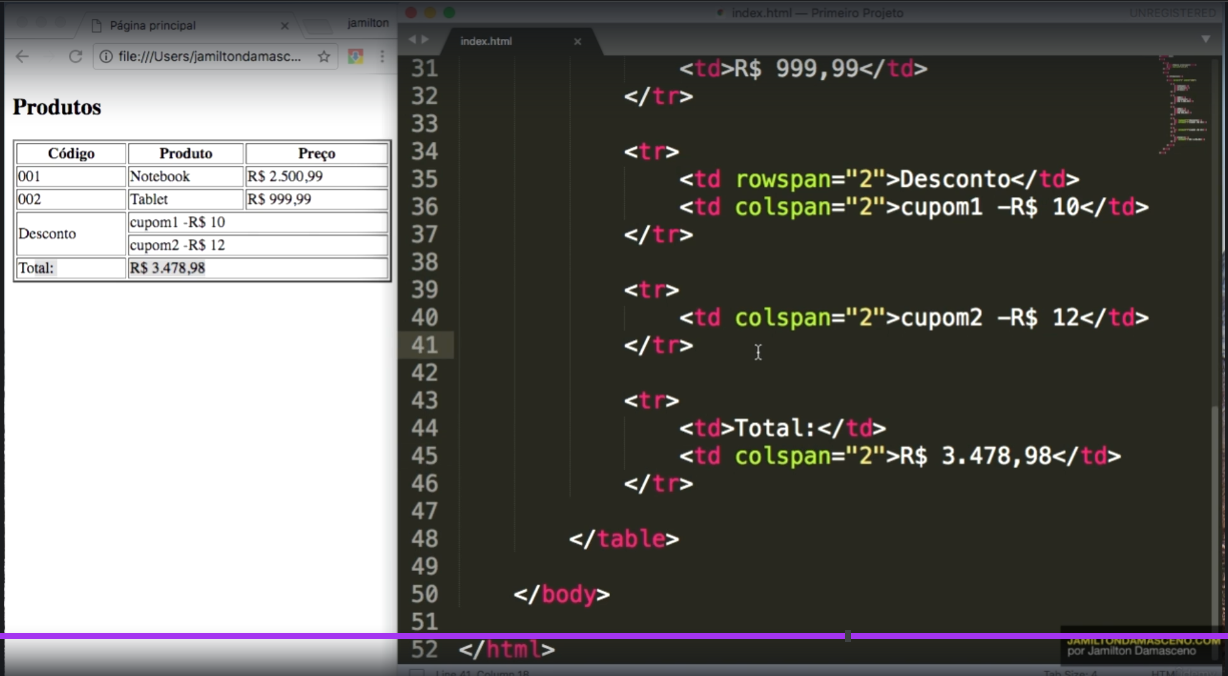 Página principal
jamilton
file:///Users/jamiltondamasc...
Produtos
Código Produto Preço
001 Notebook R$ 2.500,99
002 Tablet R$ 999,99
Desconto cupom1 -R$ 10
cupom2 -R$ 12
Total: R$ 3.478,98
index.html — Primeiro Projeto
UNREGISTERED
index.html
31 <td>R$ 999,99</td>
32 </tr>
33
34 <tr>
35 <td rowspan="2">Desconto</td>
36 <td colspan="2">cupom1 -R$ 10</td>
37 </tr>
38
39 <tr>
40 <td colspan="2">cupom2 -R$ 12</td>
41 </tr>
42
43 <tr>
44 <td>Total:</td>
45 <td colspan="2">R$ 3.478,98</td>
46 </tr>
47
48 </table>
49
50 </body>
51
52 </html>
JAMILTONDAMASCENO.COM
por Jamilton Damasceno
Line 41, Column 18
Tab Size: 4
HTML